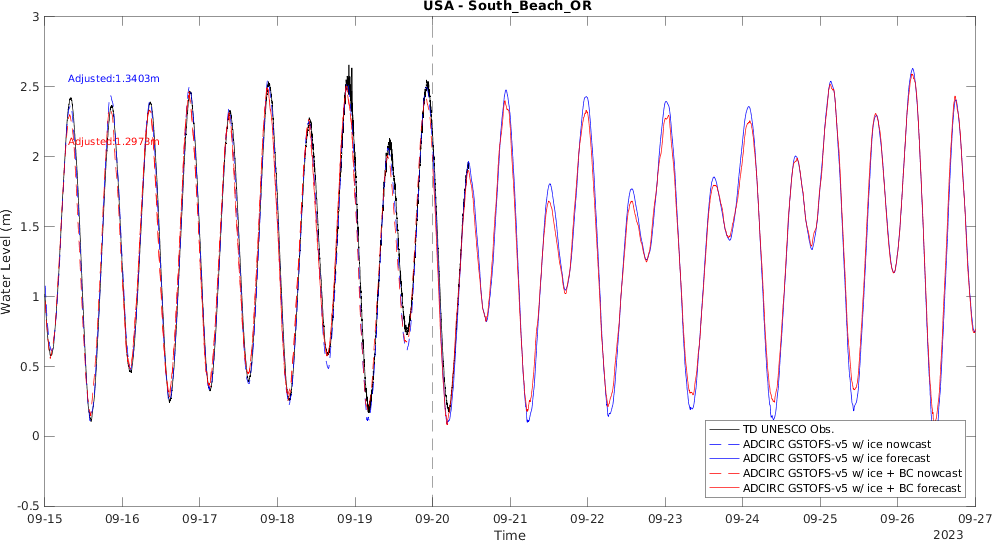 USA - South_Beach_OR
3
2.5
2
1.5
1
0.5
0
-0.5
Water Level (m)
Adjusted:1.3403m
Adjusted:1.2973m
TD UNESCO Obs.
ADCIRC GSTOFS-v5 w/ ice nowcast
ADCIRC GSTOFS-v5 w/ ice forecast
ADCIRC GSTOFS-v5 w/ ice + BC nowcast
ADCIRC GSTOFS-v5 w/ ice + BC forecast
09-15 09-16 09-17 09-18 09-19 09-20 09-21 09-22 09-23 09-24 09-25 09-26 09-27
Time
2023